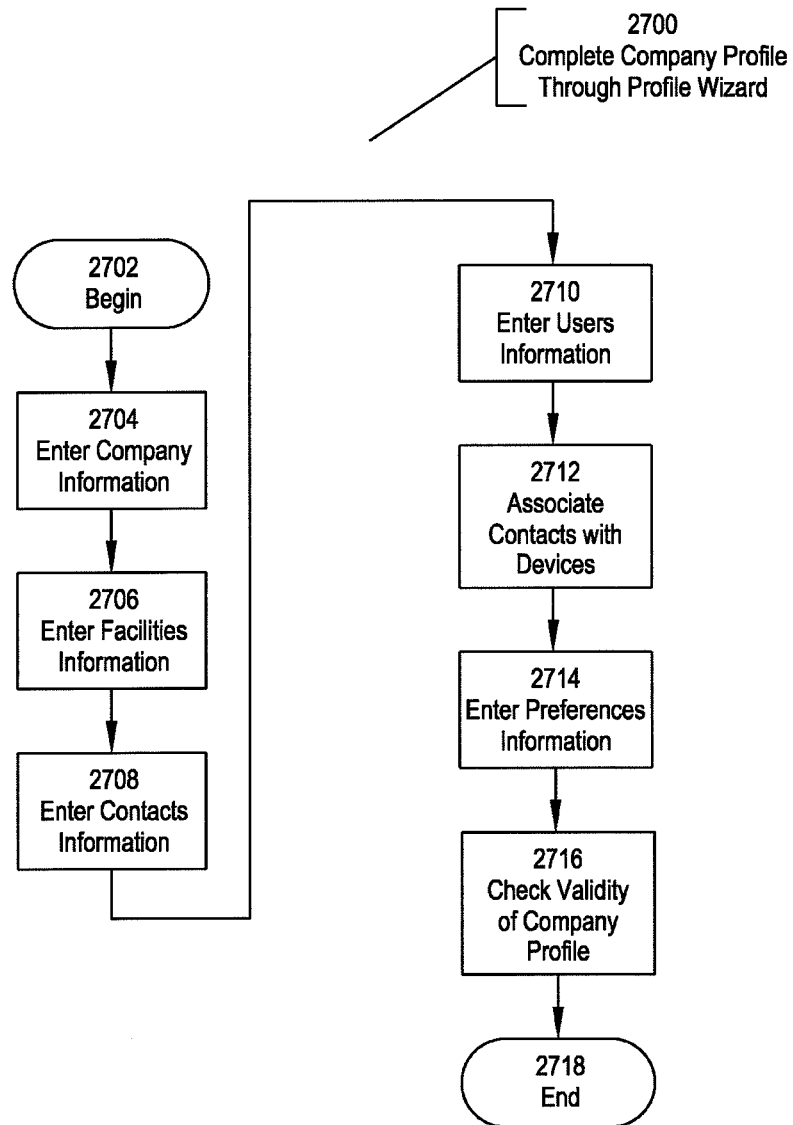 2700
Complete Company Profile
Through Profile Wizard
2702
Begin
2704
Enter Company
Information
2706
Enter Facilities
Information
2708
Enter Contacts
Information
2710
Enter Users
Information
2712
Associate
Contacts with
Devices
2714
Enter Preferences
Information
2716
Check Validity
of Company
Profile
2718
End